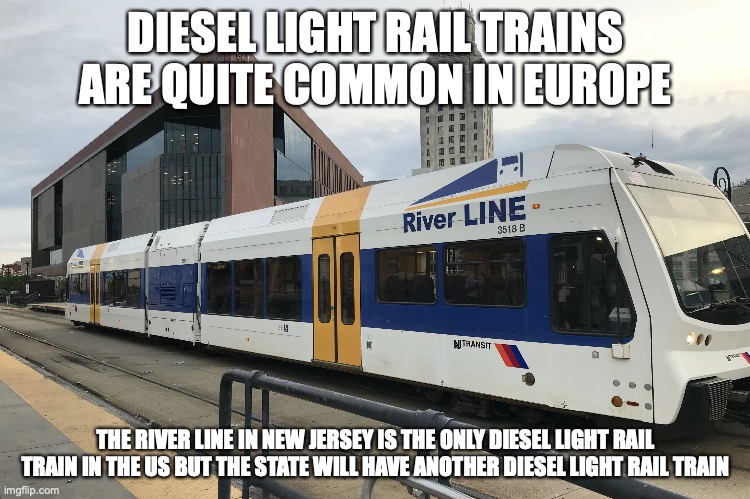 DIESEL LIGHT RAIL TRAINS
ARE QUITE COMMON IN EUROPE
River LINE
3518 B
NJ TRANSIT
THE RIVER LINE IN NEW JERSEY IS THE ONLY DIESEL LIGHT RAIL
TRAIN IN THE US BUT THE STATE WILL HAVE ANOTHER DIESEL LIGHT RAIL TRAIN
imgflip.com